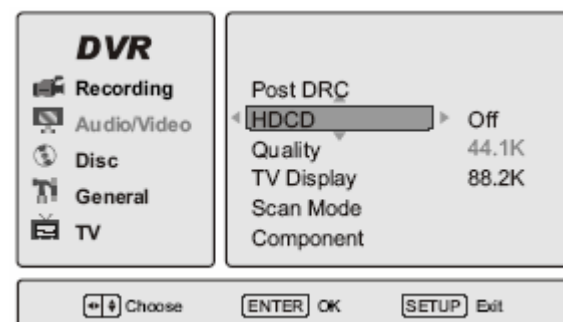 DVR
Recording
Audio/Video
Disc
General
TV
Post DRC
HDCD
Off
Quality
44.1K
TV Display
88.2K
Scan Mode
Component
Choose
ENTER OK
SETUP Exit